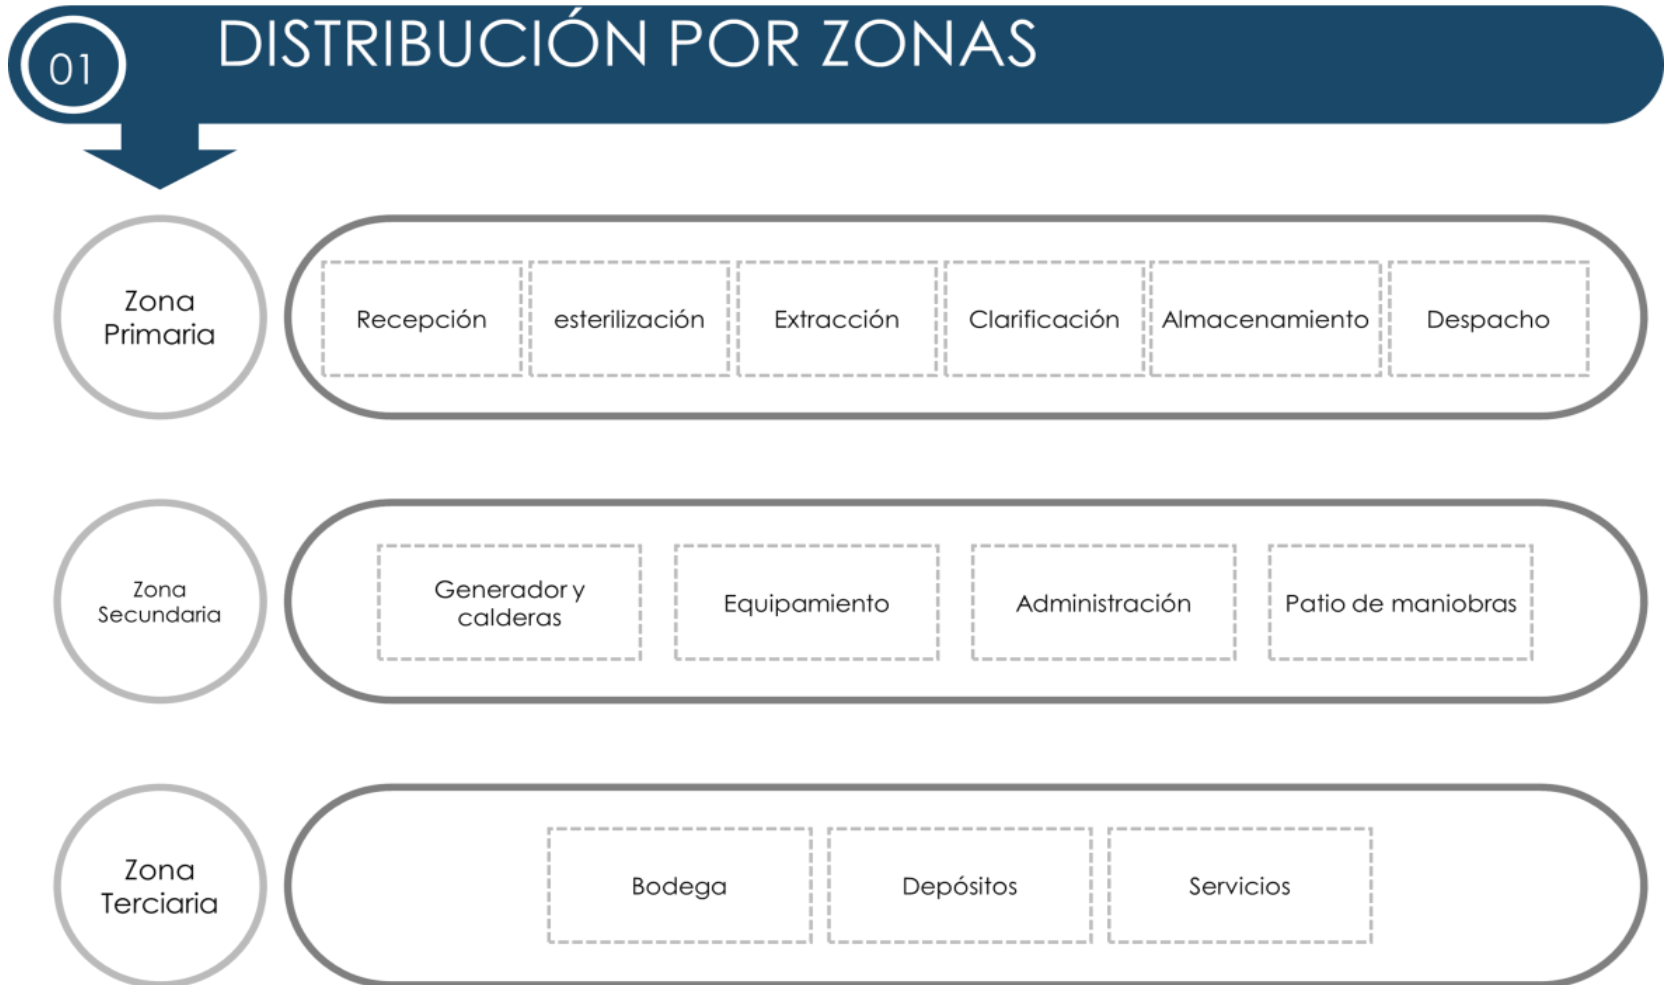 01
DISTRIBUCIÓN POR ZONAS
Zona
Primaria
Recepción
esterilización
Extracción
Clarificación
Almacenamiento
Despacho
Zona
Secundaria
Generador y
calderas
Equipamiento
Administración
Patio de maniobras
Zona
Terciaria
Bodega
Depósitos
Servicios